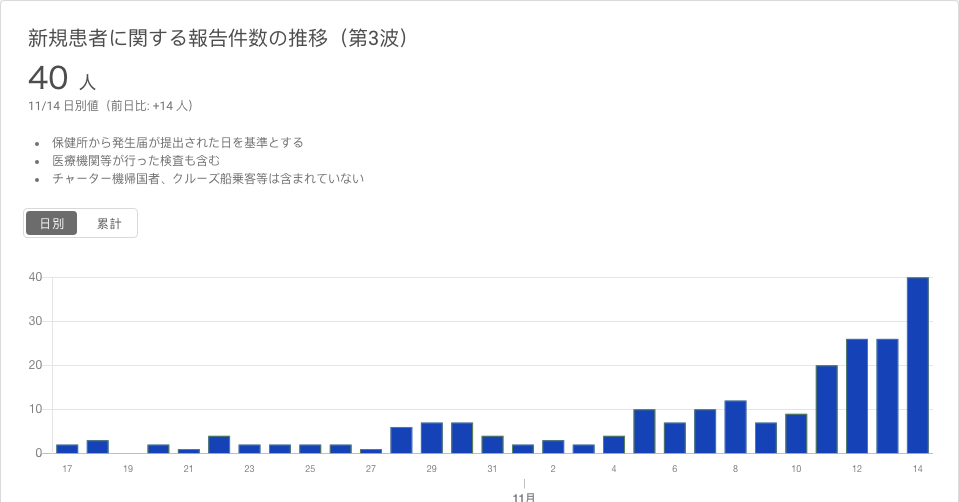 新規患者に関する報告件数の推移（第3波）
40 人
11/14 日別値（前日比: +14 人）
保健所から発生届が提出された日を基準とする
医療機関等が行った検査も含む
チャーター機帰国者、クルーズ船乗客等は含まれていない
日別 累計
40
30
20
10
0
17 19 21 23 25 27 29 31 2 4 6 8 10 12 14
11月